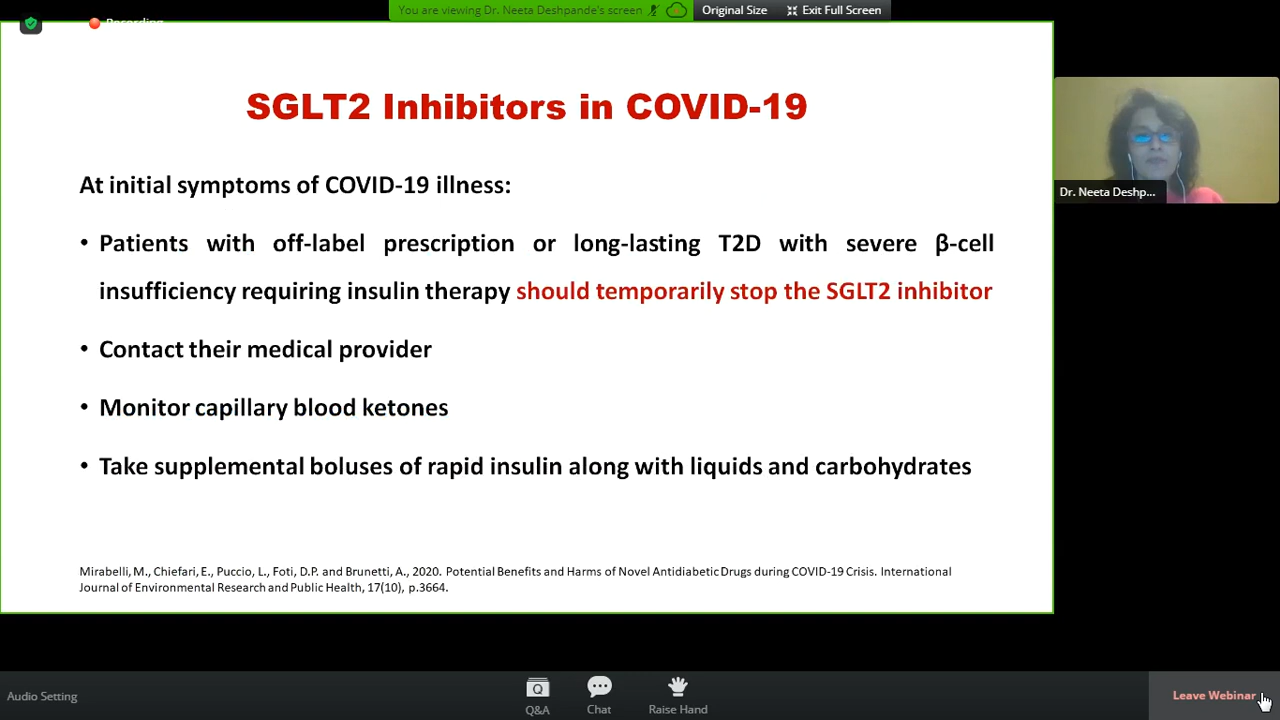 You are viewing Dr. Neeta Deshpande's screen
Original Size
Exit Full Screen
Recording
SGLT2 Inhibitors in COVID-19
At initial symptoms of COVID-19 illness:
• Patients with off-label prescription or long-lasting T2D with severe β-cell
insufficiency requiring insulin therapy should temporarily stop the SGLT2 inhibitor
• Contact their medical provider
• Monitor capillary blood ketones
• Take supplemental boluses of rapid insulin along with liquids and carbohydrates
Mirabelli, M., Chiefari, E., Puccio, L., Foti, D.P. and Brunetti, A., 2020. Potential Benefits and Harms of Novel Antidiabetic Drugs during COVID-19 Crisis. International
Journal of Environmental Research and Public Health, 17(10), p.3664.
Dr. Neeta Deshp...
Audio Setting
Q&A
Chat
Raise Hand
Leave Webinar